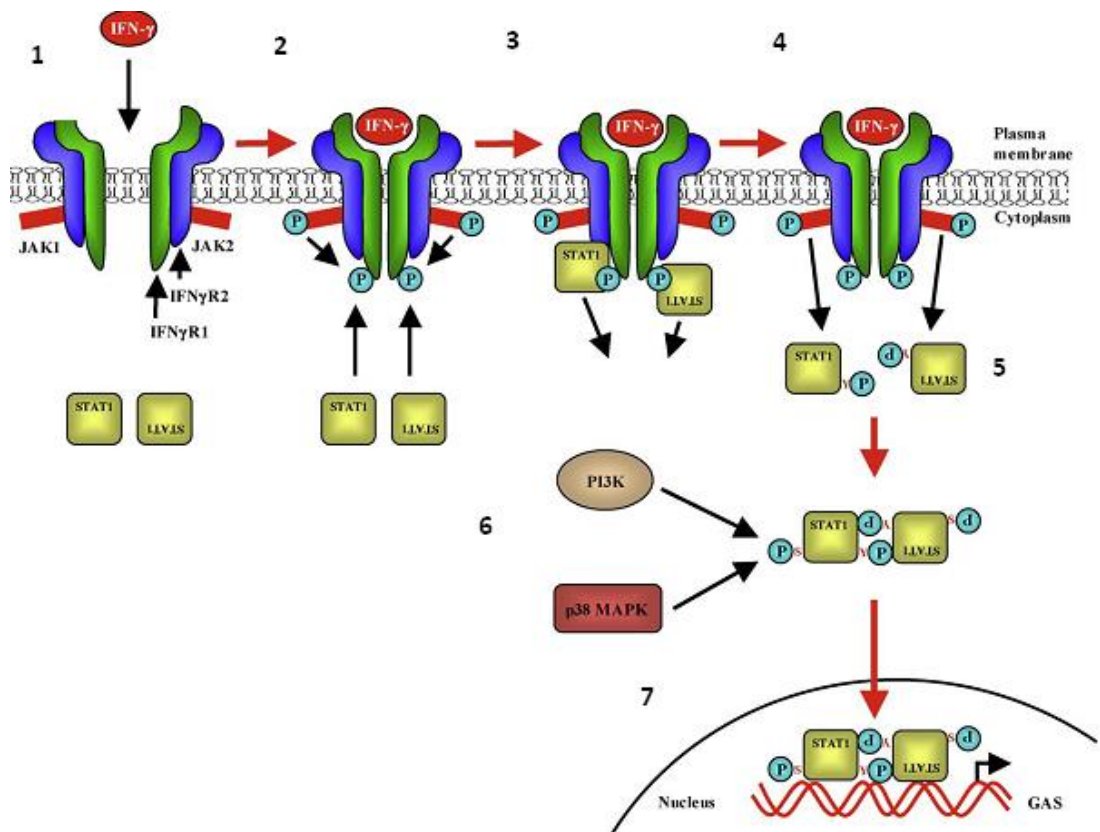 1
IFN-γ
2
3
4
IFN-γ
IFN-γ
IFN-γ
Plasma
membrane
Cytoplasm
JAK1
JAK2
P
P
P
P
P
P
IFNγR2
IFNγR1
P
P
STAT1
P
P
STAT1
P
P
STAT1
Y
P
P
Y
STAT1
5
STAT1
STAT1
STAT1
STAT1
PI3K
6
P
S
STAT1
P
Y
Y
P
STAT1
S
P
p38 MAPK
7
P
S
STAT1
P
Y
Y
P
STAT1
S
P
Nucleus
GAS